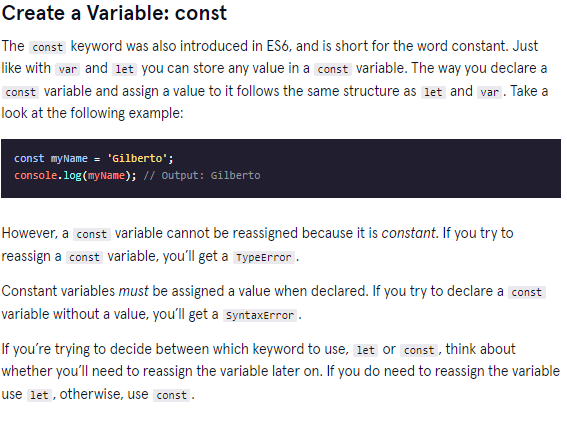 Create a Variable: const
The const keyword was also introduced in ES6, and is short for the word constant. Just
like with var and let you can store any value in a const variable. The way you declare a
const variable and assign a value to it follows the same structure as let and var. Take a
look at the following example:
const myName = 'Gilberto';
console.log(myName); // Output: Gilberto
However, a const variable cannot be reassigned because it is constant. If you try to
reassign a const variable, you'll get a TypeError.
Constant variables must be assigned a value when declared. If you try to declare a const
variable without a value, you'll get a SyntaxError.
If you're trying to decide between which keyword to use, let or const, think about
whether you'll need to reassign the variable later on. If you do need to reassign the variable
use let, otherwise, use const.